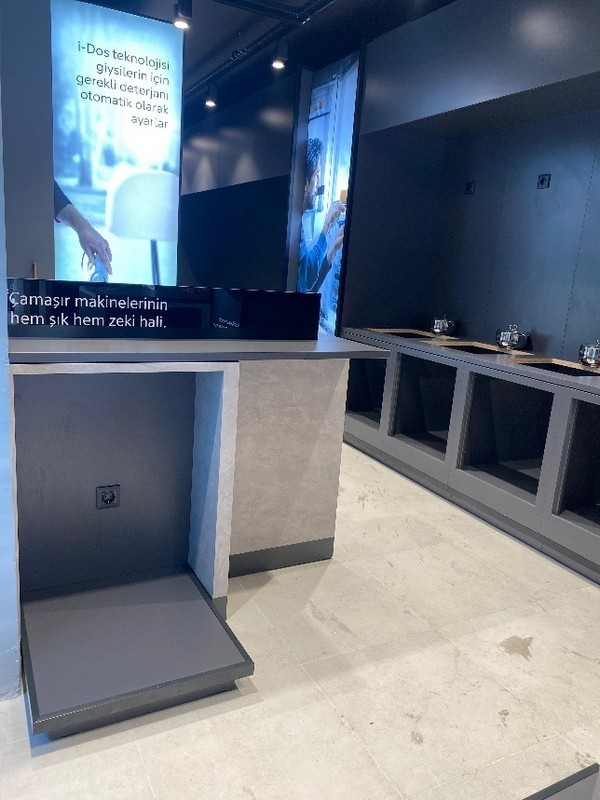 i-Dos teknolojisi
giysilerin için
gerekli deterjanı
otomatik olarak
ayarlar
Çamaşır makinelerinin
hem şık hem zeki hali.